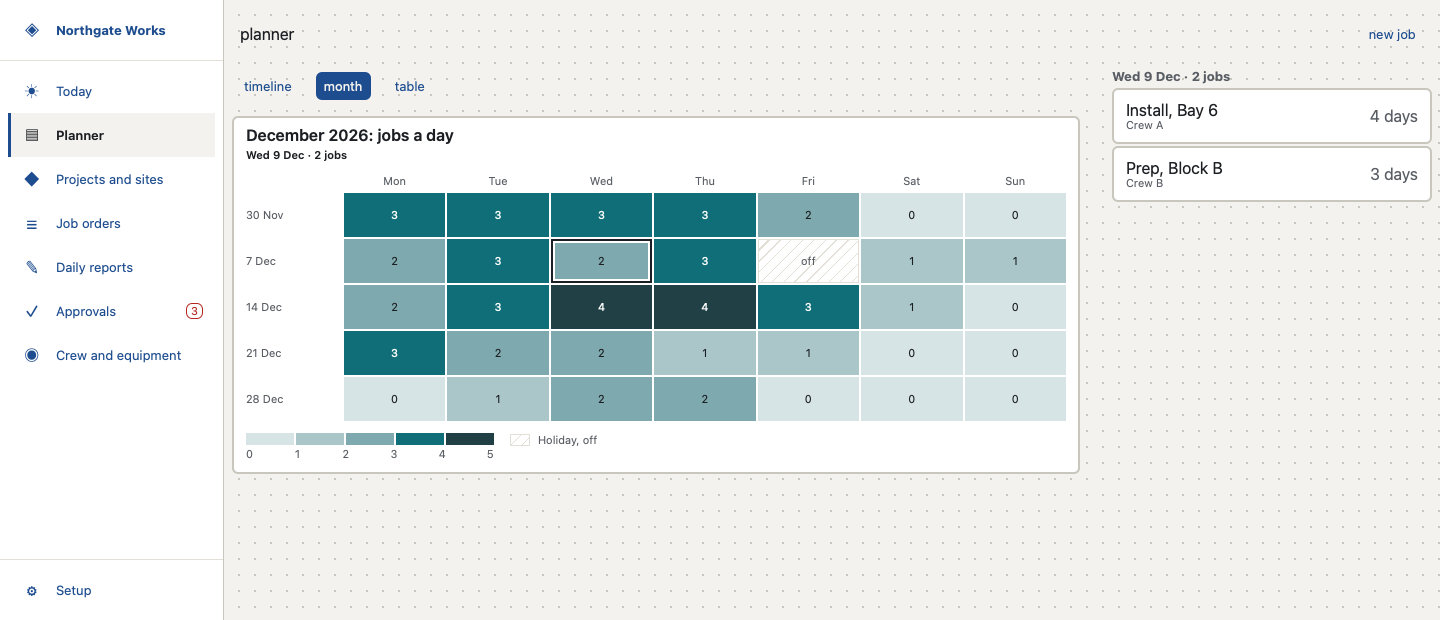 Northgate Works
Today
Planner
Projects and sites
Job orders
Daily reports
Approvals 3
Crew and equipment
Setup
planner
new job
timeline month table
December 2026: jobs a day
Wed 9 Dec · 2 jobs
Mon Tue Wed Thu Fri Sat Sun
30 Nov 3 3 3 3 2 0 0
7 Dec 2 3 2 3 off 1 1
14 Dec 2 3 4 4 3 1 0
21 Dec 3 2 2 1 1 0 0
28 Dec 0 1 2 2 0 0 0
Holiday, off
0 1 2 3 4 5
Wed 9 Dec · 2 jobs
Install, Bay 6
Crew A
4 days
Prep, Block B
Crew B
3 days